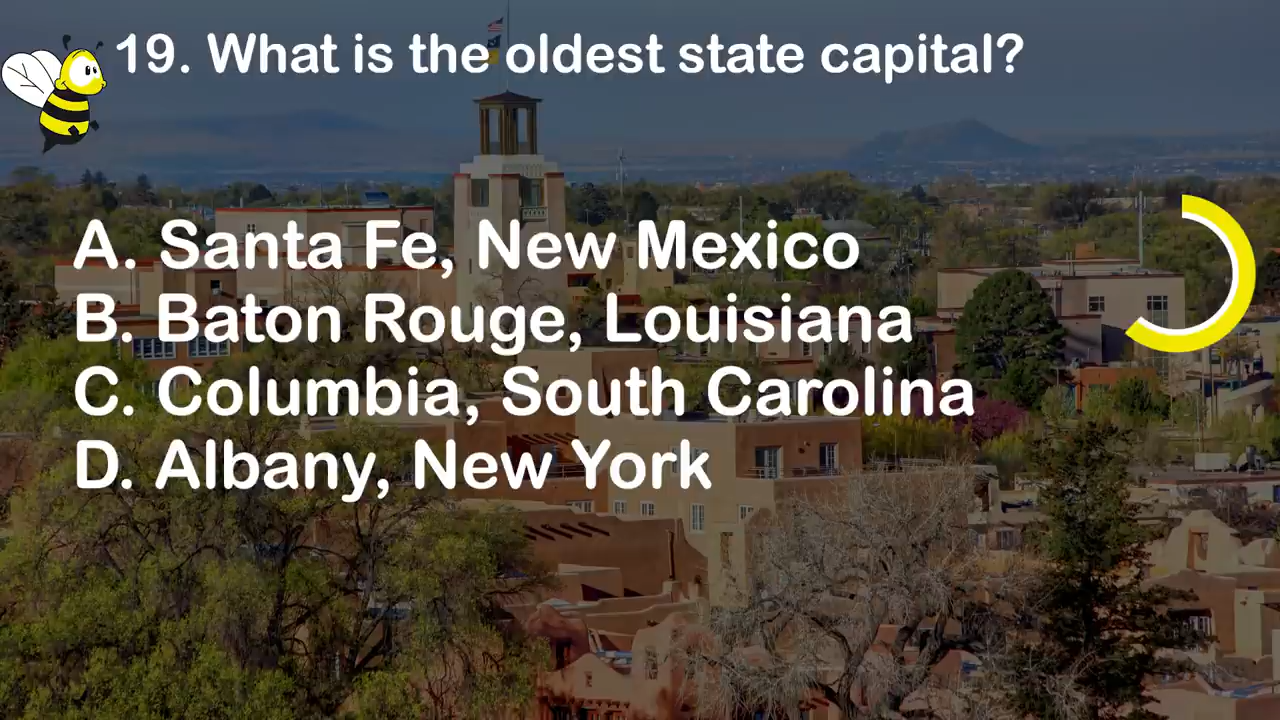 19. What is the oldest state capital?
A. Santa Fe, New Mexico
B. Baton Rouge, Louisiana
C. Columbia, South Carolina
D. Albany, New York